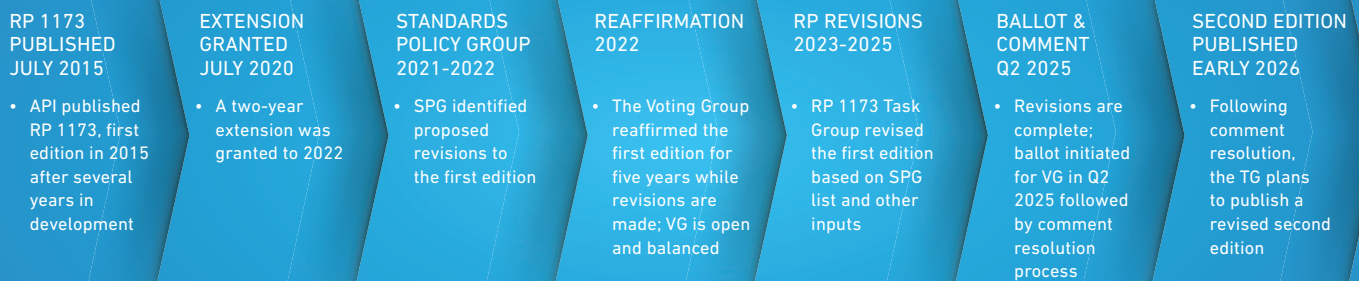 RP 1173
PUBLISHED
JULY 2015
• API published
RP 1173, first
edition in 2015
after several
years in
development
EXTENSION
GRANTED
JULY 2020
• A two-year
extension was
granted to 2022
STANDARDS
POLICY GROUP
2021-2022
• SPG identified
proposed
revisions to
the first edition
REAFFIRMATION
2022
• The Voting Group
reaffirmed the
first edition for
five years while
revisions are
made; VG is open
and balanced
RP REVISIONS
2023-2025
• RP 1173 Task
Group revised
the first edition
based on SPG
list and other
inputs
BALLOT &
COMMENT
Q2 2025
• Revisions are
complete;
ballot initiated
for VG in Q2
2025 followed
by comment
resolution
process
SECOND EDITION
PUBLISHED
EARLY 2026
• Following
comment
resolution,
the TG plans
to publish a
revised second
edition